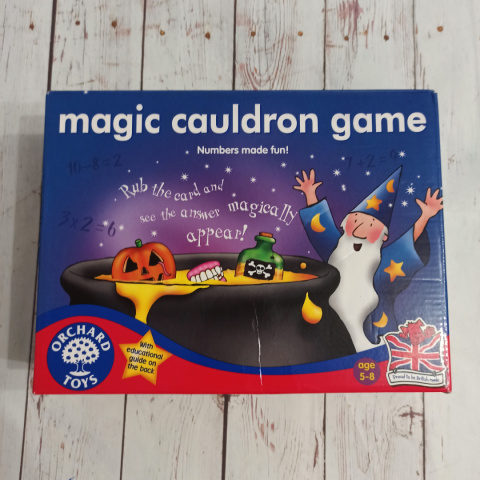 magic cauldron game
Numbers made fun!
10-8=2
7+2=9
3x2=6
Rub the card and
see the answer magically
appear!
ORCHARD
TOYS
With
educational
guide on
the back
age
5-8
Proud to be British made